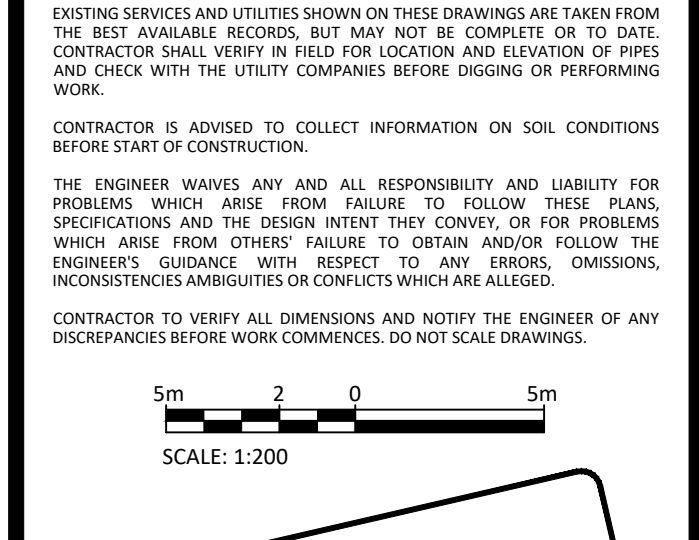 EXISTING SERVICES AND UTILITIES SHOWN ON THESE DRAWINGS ARE TAKEN FROM
THE BEST AVAILABLE RECORDS, BUT MAY NOT BE COMPLETE OR TO DATE.
CONTRACTOR SHALL VERIFY IN FIELD FOR LOCATION AND ELEVATION OF PIPES
AND CHECK WITH THE UTILITY COMPANIES BEFORE DIGGING OR PERFORMING
WORK.
CONTRACTOR IS ADVISED TO COLLECT INFORMATION ON SOIL CONDITIONS
BEFORE START OF CONSTRUCTION.
THE ENGINEER WAIVES ANY AND ALL RESPONSIBILITY AND LIABILITY FOR
PROBLEMS WHICH ARISE FROM FAILURE TO FOLLOW THESE PLANS,
SPECIFICATIONS AND THE DESIGN INTENT THEY CONVEY, OR FOR PROBLEMS
WHICH ARISE FROM OTHERS' FAILURE TO OBTAIN AND/OR FOLLOW THE
ENGINEER'S GUIDANCE WITH RESPECT TO ANY ERRORS, OMISSIONS,
INCONSISTENCIES AMBIGUITIES OR CONFLICTS WHICH ARE ALLEGED.
CONTRACTOR TO VERIFY ALL DIMENSIONS AND NOTIFY THE ENGINEER OF ANY
DISCREPANCIES BEFORE WORK COMMENCES. DO NOT SCALE DRAWINGS.
5m 2 0 5m
SCALE: 1:200